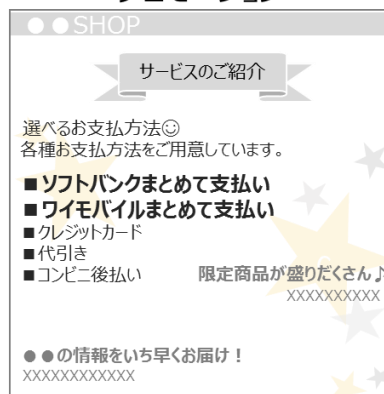 ●●SHOP
サービスのご紹介
選べるお支払方法☺
各種お支払方法をご用意しています。
■ソフトバンクまとめて支払い
■ワイモバイルまとめて支払い
■クレジットカード
■代引き
■コンビニ後払い
限定商品が盛りだくさん♪
XXXXXXXXXX
●●の情報をいち早くお届け！
XXXXXXXXXXXX